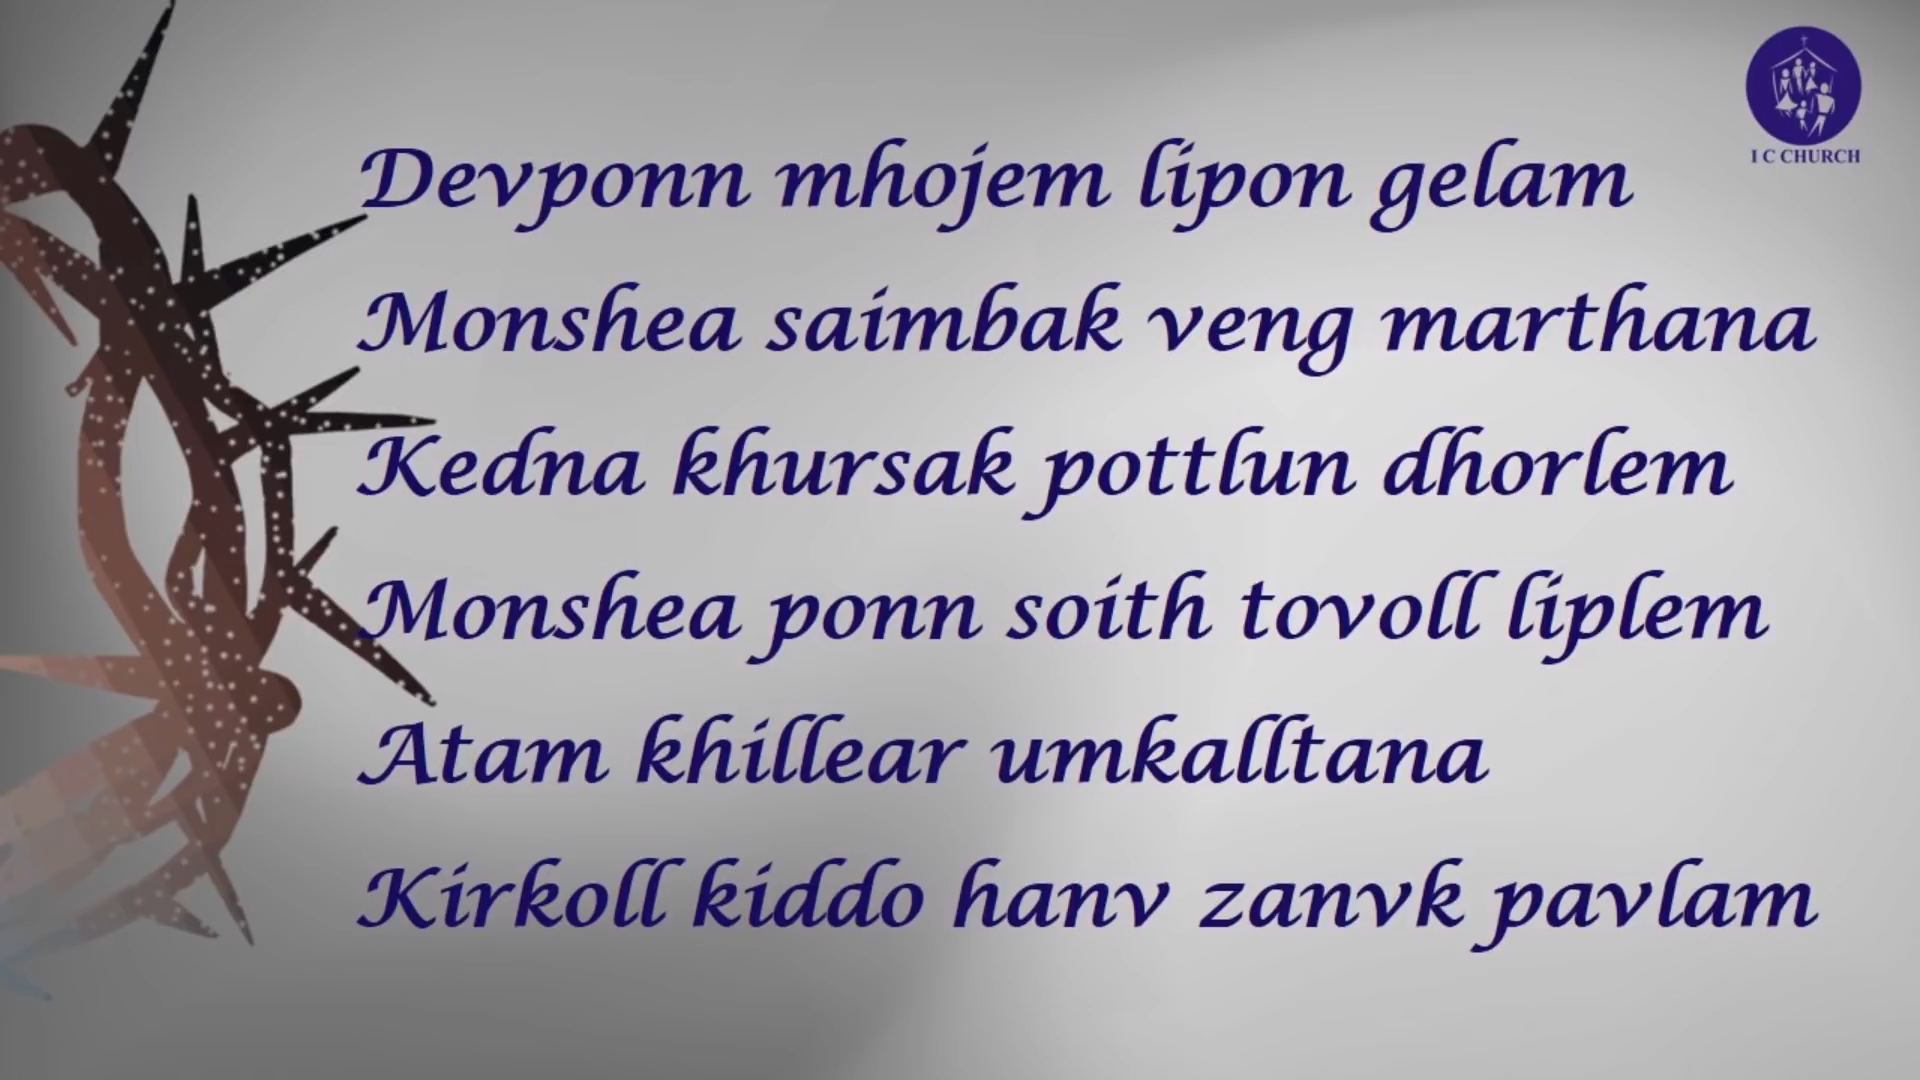 I C CHURCH
Devponn mhojem lipon gelam
Monshea saimbak veng marthana
Kedna khursak pottlun dhorlem
Monshea ponn soith tovoll liplem
Atam khillear umkalltana
Kirkoll kiddo hanv zanvk pavlam